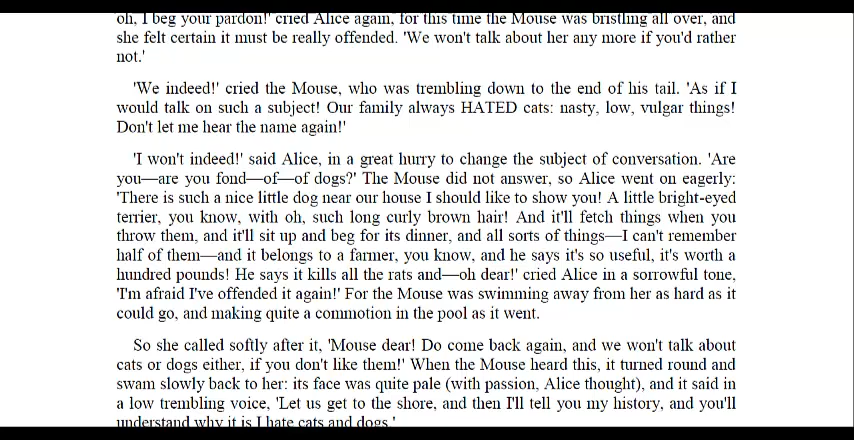 oh, I beg your pardon!' cried Alice again, for this time the Mouse was bristling all over, and
she felt certain it must be really offended. 'We won't talk about her any more if you'd rather
not.'
'We indeed!' cried the Mouse, who was trembling down to the end of his tail. 'As if I
would talk on such a subject! Our family always HATED cats: nasty, low, vulgar things!
Don't let me hear the name again!'
'I won't indeed!' said Alice, in a great hurry to change the subject of conversation. 'Are
you—are you fond—of—of dogs?' The Mouse did not answer, so Alice went on eagerly:
'There is such a nice little dog near our house I should like to show you! A little bright-eyed
terrier, you know, with oh, such long curly brown hair! And it'll fetch things when you
throw them, and it'll sit up and beg for its dinner, and all sorts of things—I can't remember
half of them—and it belongs to a farmer, you know, and he says it's so useful, it's worth a
hundred pounds! He says it kills all the rats and—oh dear!' cried Alice in a sorrowful tone,
'I'm afraid I've offended it again!' For the Mouse was swimming away from her as hard as it
could go, and making quite a commotion in the pool as it went.
So she called softly after it, 'Mouse dear! Do come back again, and we won't talk about
cats or dogs either, if you don't like them!' When the Mouse heard this, it turned round and
swam slowly back to her: its face was quite pale (with passion, Alice thought), and it said in
a low trembling voice, 'Let us get to the shore, and then I'll tell you my history, and you'll
understand why it is I hate cats and dogs.'